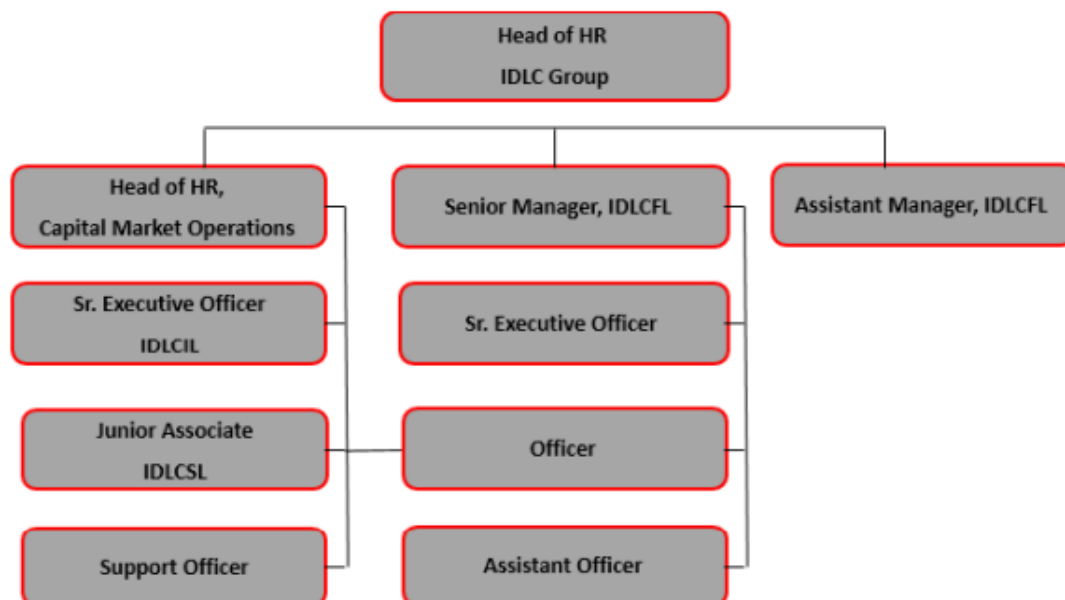 Head of HR
IDLC Group
Head of HR,
Capital Market Operations
Senior Manager, IDLCFL
Assistant Manager, IDLCFL
Sr. Executive Officer
IDLCIL
Sr. Executive Officer
Junior Associate
IDLCSL
Officer
Support Officer
Assistant Officer